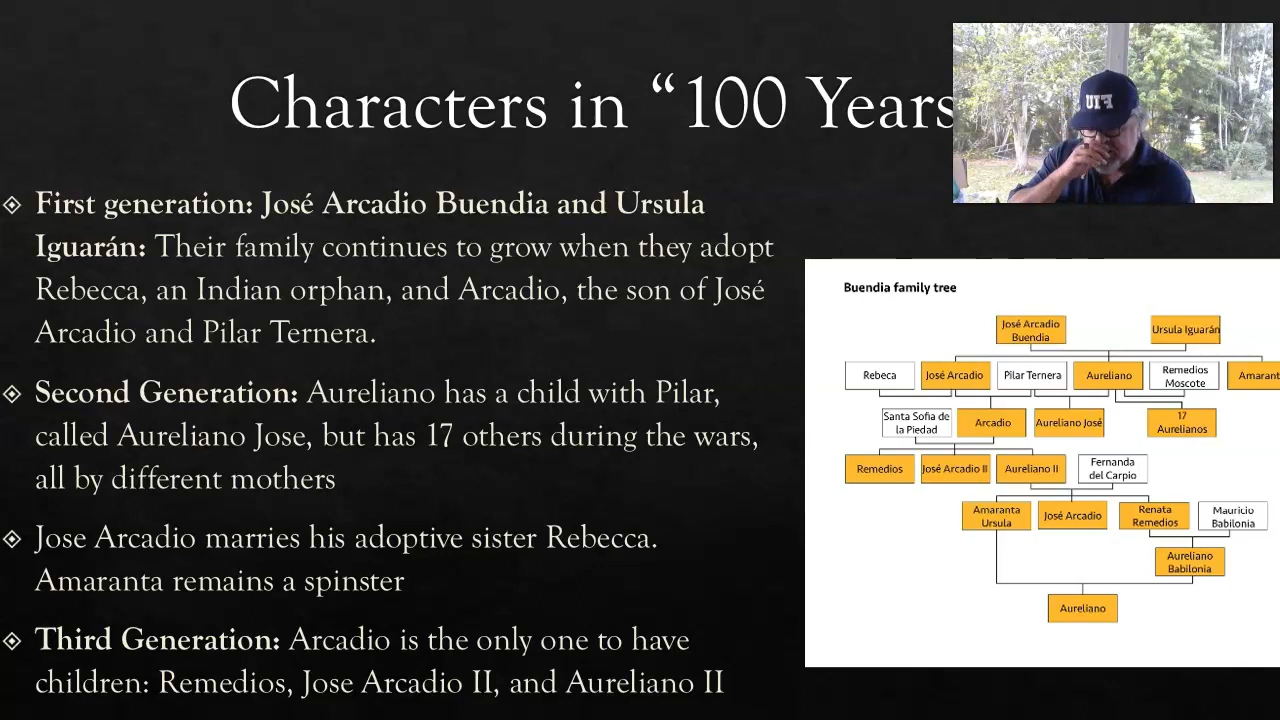 Characters in “100 Years
UIF
First generation: José Arcadio Buendia and Ursula
Iguarán: Their family continues to grow when they adopt
Rebecca, an Indian orphan, and Arcadio, the son of José
Arcadio and Pilar Ternera.
Second Generation: Aureliano has a child with Pilar,
called Aureliano Jose, but has 17 others during the wars,
all by different mothers
Jose Arcadio marries his adoptive sister Rebecca.
Amaranta remains a spinster
Third Generation: Arcadio is the only one to have
children: Remedios, Jose Arcadio II, and Aureliano II
Buendia family tree
José Arcadio
Buendia
Ursula Iguarán
Rebeca
José Arcadio
Pilar Ternera
Aureliano
Remedios
Moscote
Amarant
Santa Sofia de
la Piedad
Arcadio
Aureliano José
17
Aurelianos
Remedios
José Arcadio II
Aureliano II
Fernanda
del Carpio
Amaranta
Ursula
José Arcadio
Renata
Remedios
Mauricio
Babilonia
Aureliano
Babilonia
Aureliano